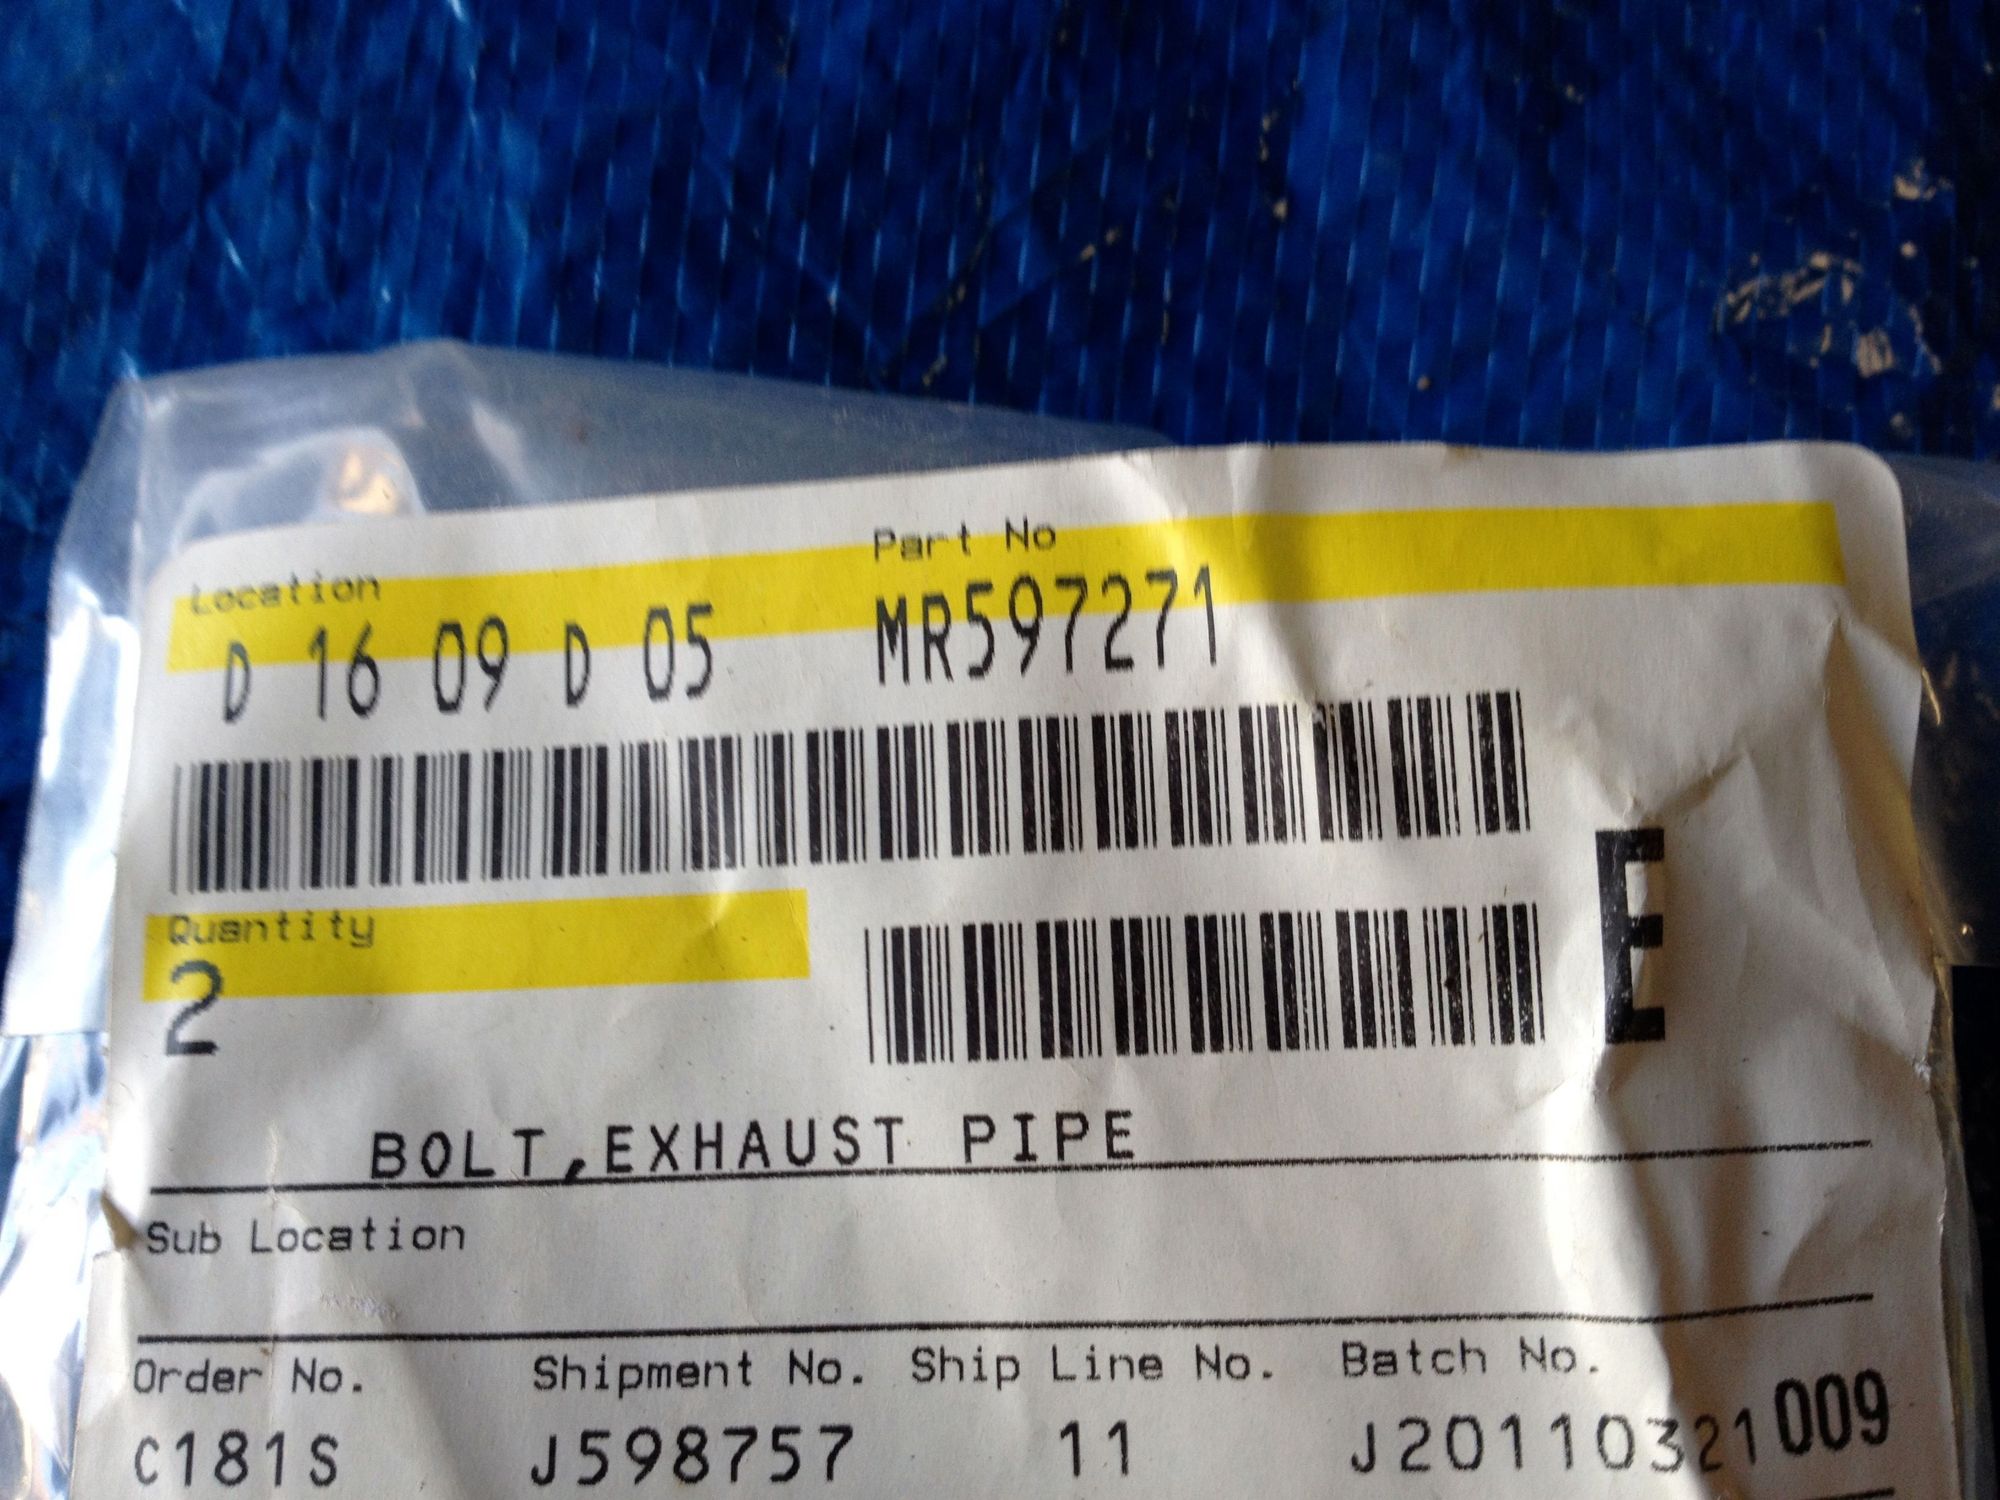 Location Part No
D 16 09 D 05 MR597271
E
Quantity
2
BOLT,EXHAUST PIPE
Sub Location
Order No. Shipment No. Ship Line No. Batch No.
C181S J598757 11 J20110321009